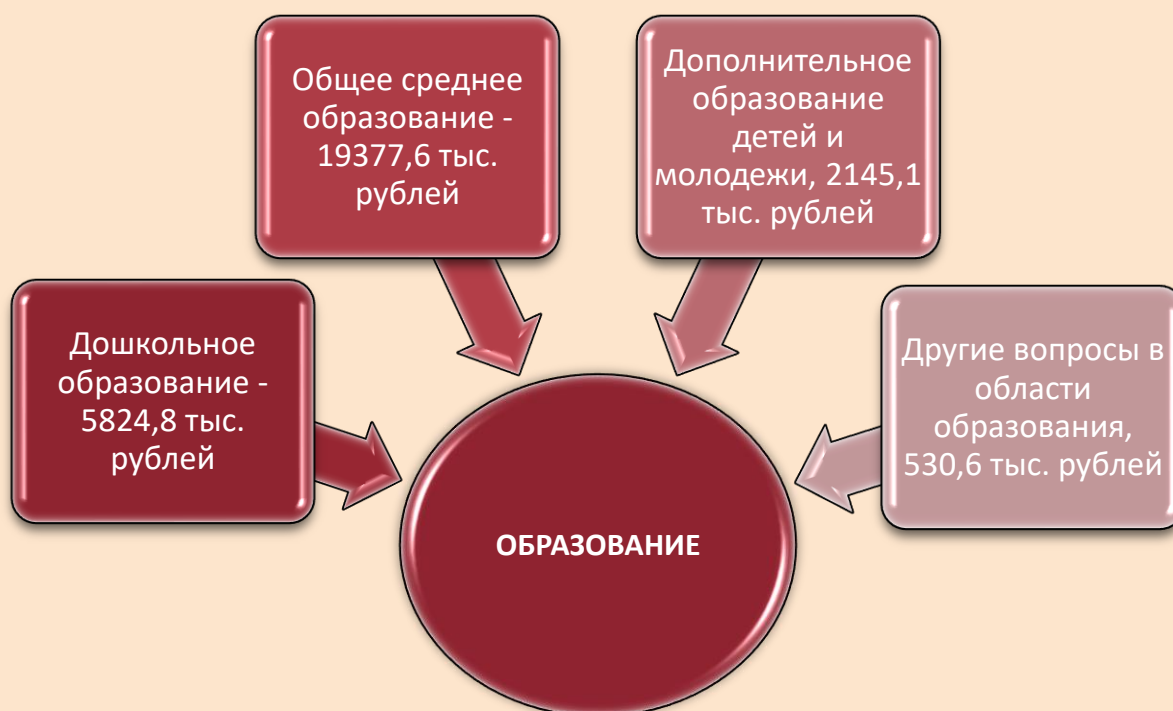 Общее среднее
образование -
19377,6 тыс.
рублей
Дополнительное
образование
детей и
молодежи, 2145,1
тыс. рублей
Дошкольное
образование -
5824,8 тыс.
рублей
Другие вопросы в
области
образования,
530,6 тыс. рублей
ОБРАЗОВАНИЕ